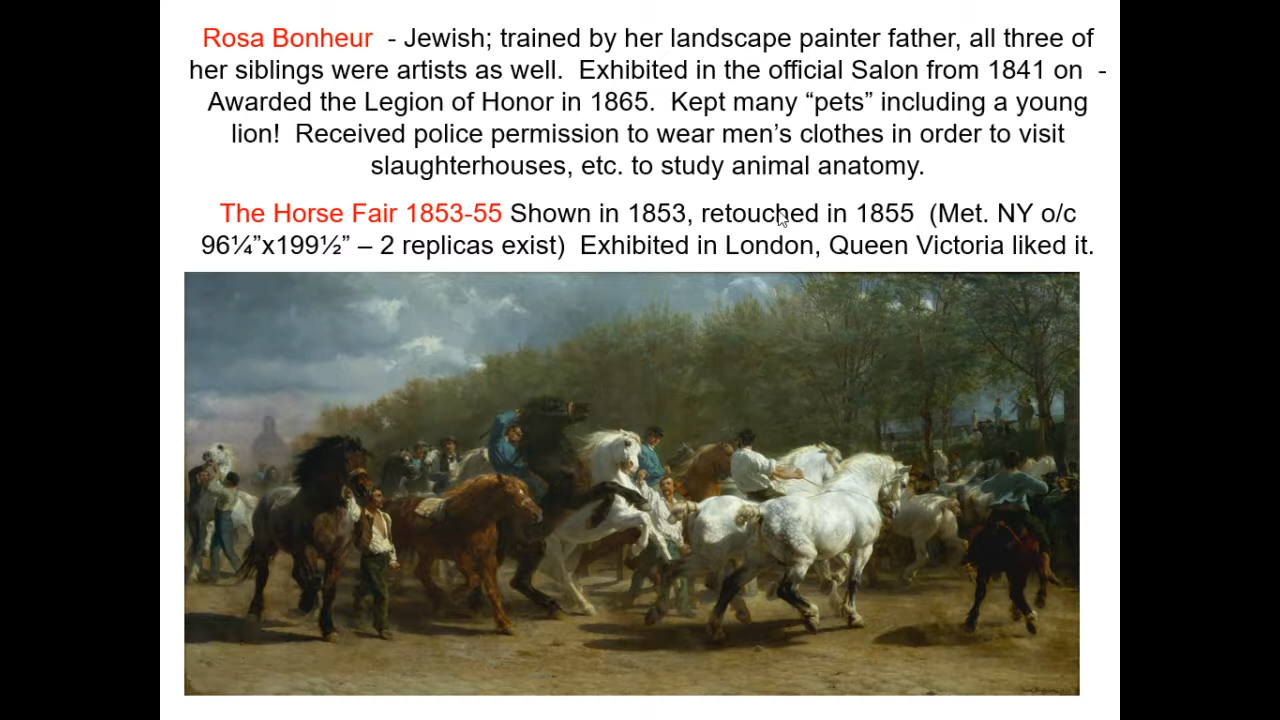 Rosa Bonheur - Jewish; trained by her landscape painter father, all three of
her siblings were artists as well. Exhibited in the official Salon from 1841 on -
Awarded the Legion of Honor in 1865. Kept many “pets” including a young
lion! Received police permission to wear men’s clothes in order to visit
slaughterhouses, etc. to study animal anatomy.
The Horse Fair 1853-55 Shown in 1853, retouched in 1855 (Met. NY o/c
96¼”x199½” – 2 replicas exist) Exhibited in London, Queen Victoria liked it.